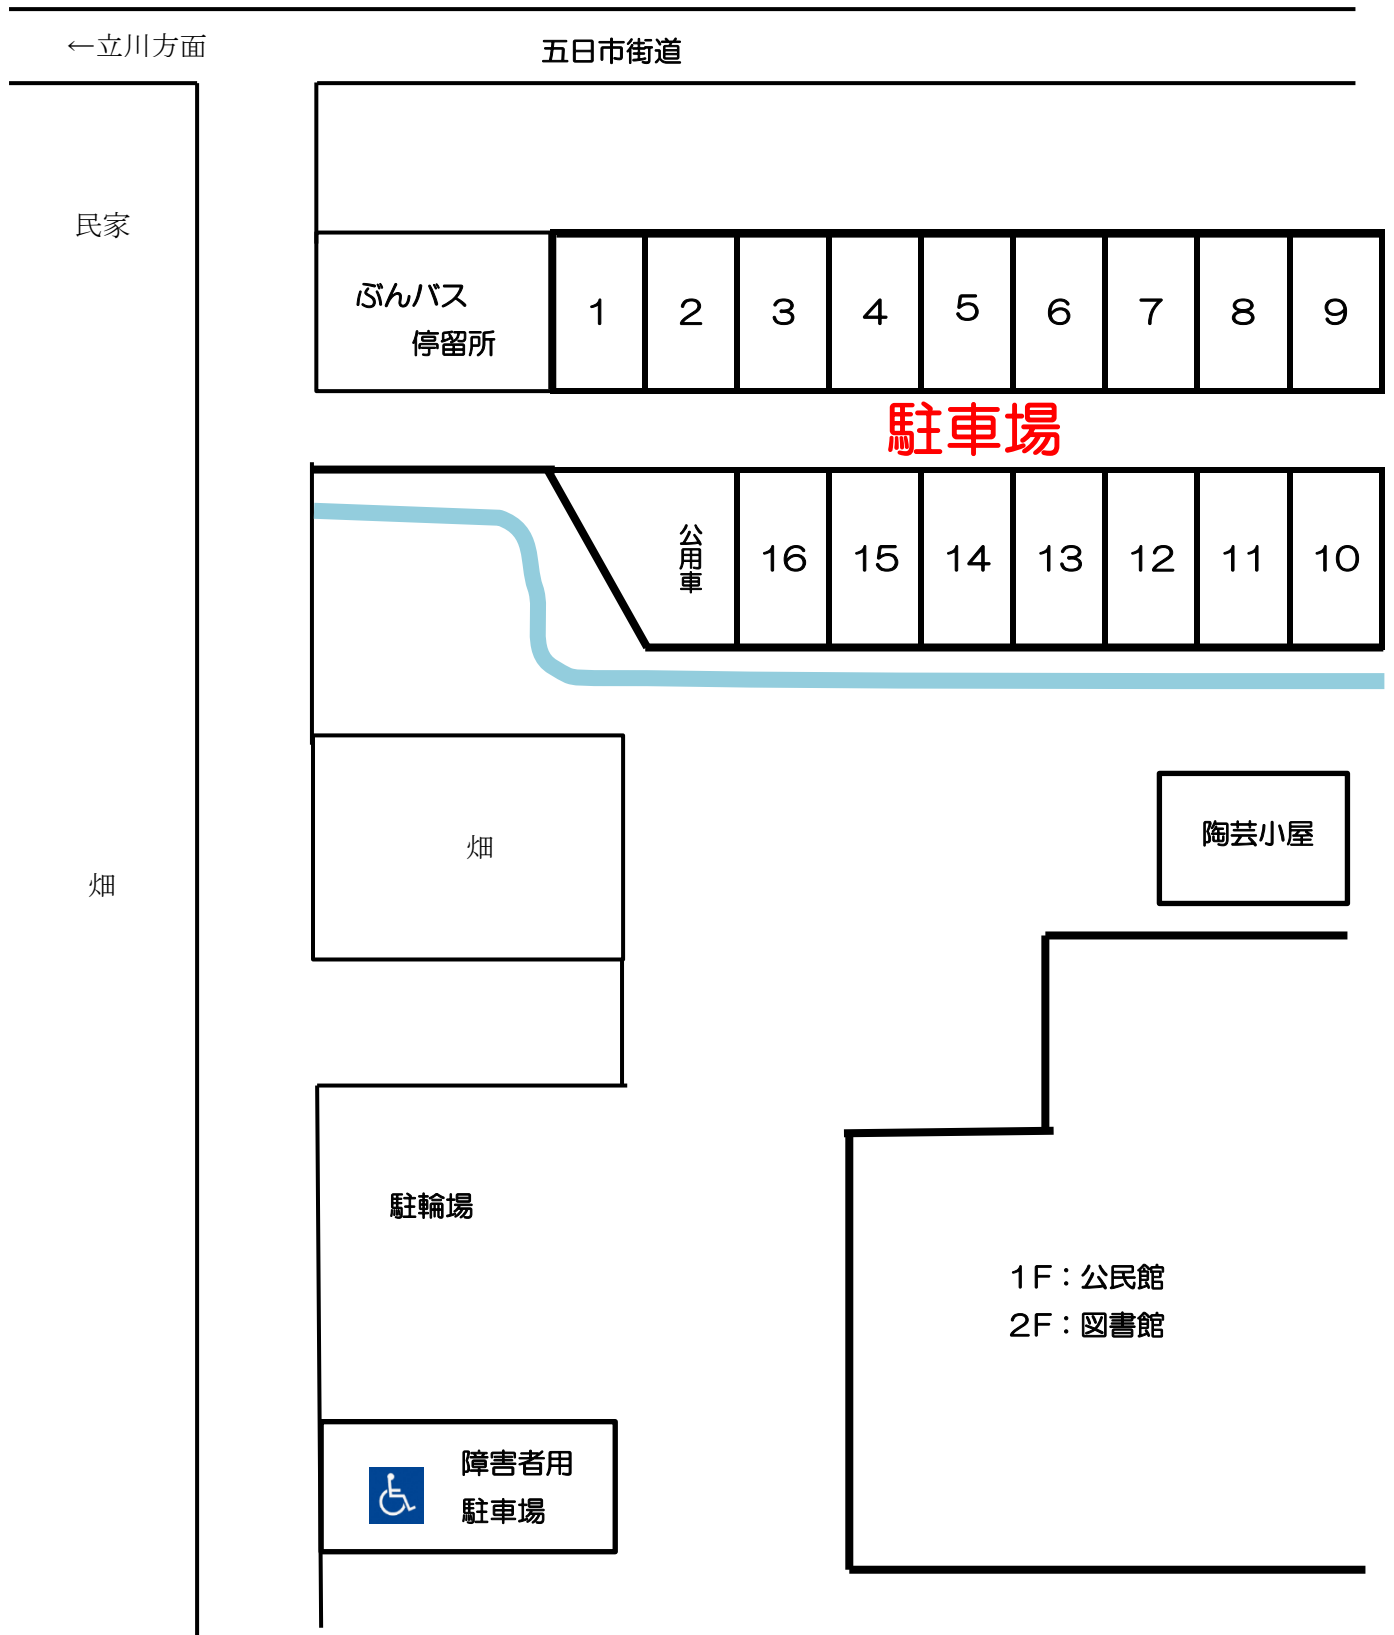 ←立川方面
五日市街道
民家
ぶんバス
停留所
1 2 3 4 5 6 7 8 9
駐車場
公用車
16 15 14 13 12 11 10
陶芸小屋
畑
畑
駐輪場
1F：公民館
2F：図書館
障害者用
駐車場